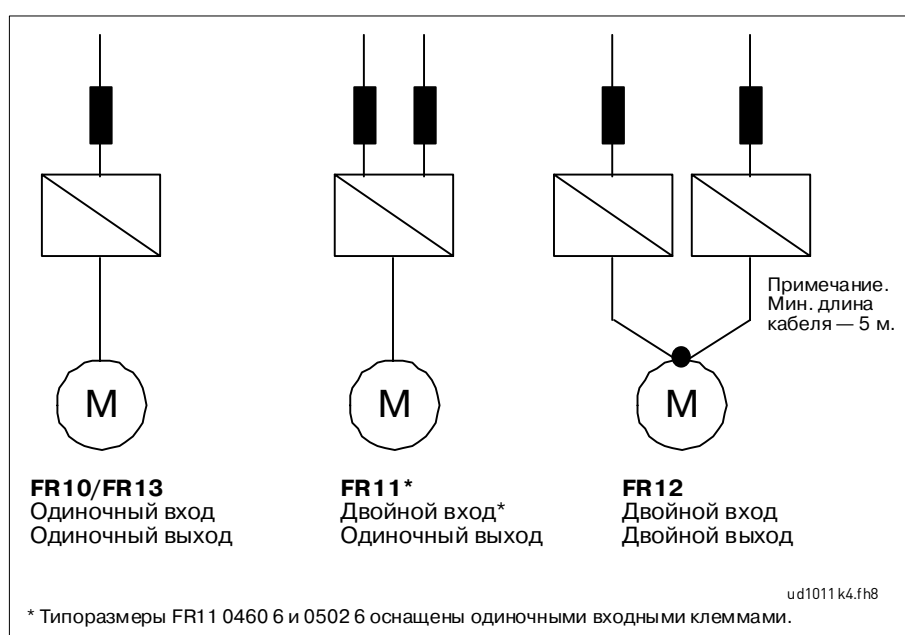 Примечание.
Мин. длина
кабеля — 5 м.
M
M
M
FR10/FR13
Одиночный вход
Одиночный выход
FR11*
Двойной вход*
Одиночный выход
FR12
Двойной вход
Двойной выход
ud1011k4.fh8
* Типоразмеры FR11 0460 6 и 0502 6 оснащены одиночными входными клеммами.